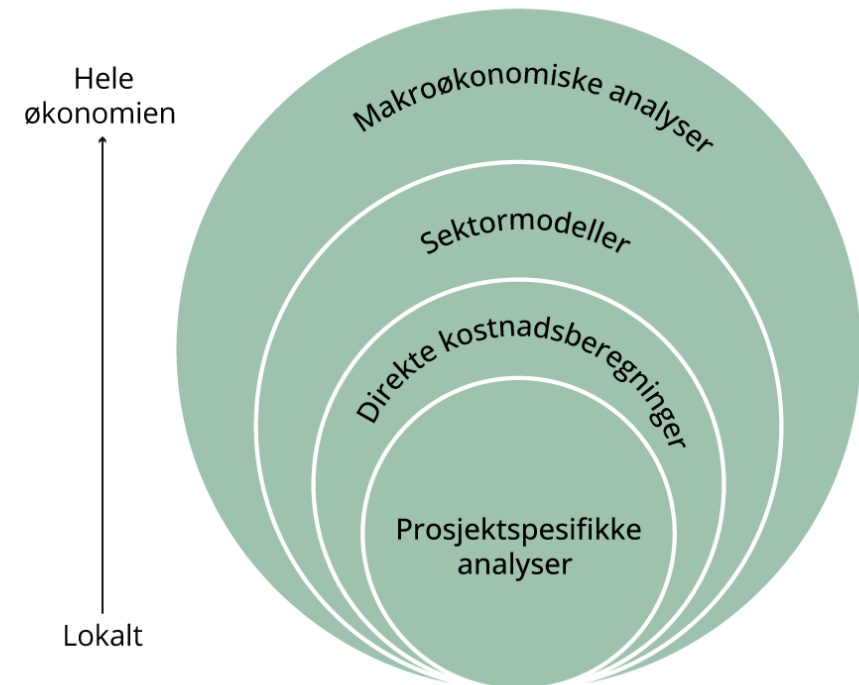 Hele
økonomien
Lokalt
Makroøkonomiske analyser
Sektormodeller
Direkte kostnadsberegninger
Prosjektspesifikke
analyser